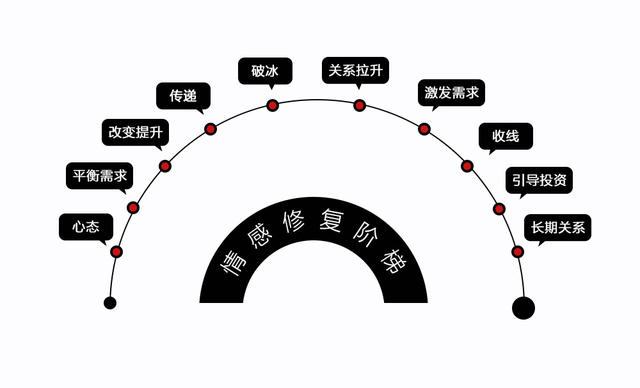 心态
平衡需求
改变提升
传递
破冰
关系拉升
激发需求
收线
引导投资
长期关系
情感修复阶梯